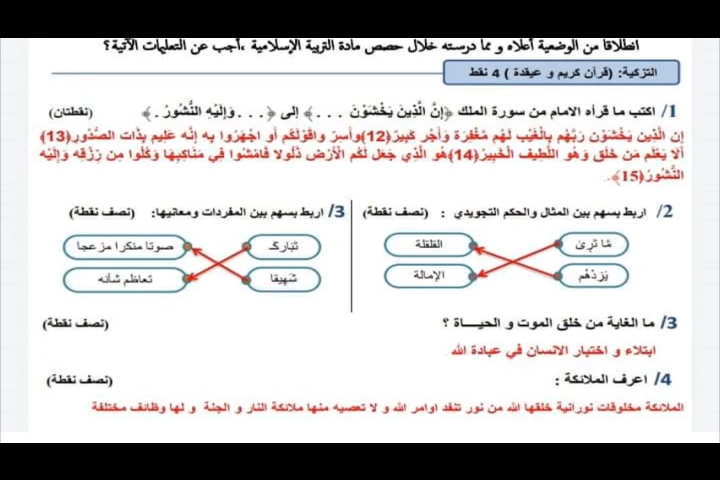 انطلاقا من الوضعية أعلاه و مما درسته خلال حصص مادة التربية الإسلامية ،أجب عن التعليمات الآتية؟
التزكية: (قرآن كريم و عيقدة ) 4 نقط
1/ اكتب ما قرأه الامام من سورة الملك ﴿إِنَّ الَّذِينَ يَخْشَوْنَ . . .﴾ إلى ﴿. . . وَإِلَيْهِ النُّشُورُ .﴾ (نقطتان)
إِن الَّذِينَ يَخْشَوْن رَبَّهُم بِالْغَيْب لَهُم مَّغْفِرَة وَأَجْر كَبِيرٌ(12)وأَسِرّ واقَوْلَكُم أَو اجْهَرُوا بِه إِنَّه عَلِيم بِذَات الصُّدُور(13)
أَلَا يَعْلَم مَن خَلَق وَهُو اللَّطِيف الْخَبِيرُ(14)هُو الَّذِي جَعَل لَكُم الْأَرْض ذَلُولا فَامْشُوا فِي مَنَاكِبِهَا وَكُلُوا مِن رِّزْقِه وَإِلَيْه
النُّشُورُ(15)﴾.
2/ اربط بسهم بين المثال والحكم التجويدي : (نصف نقطة)
مَّا تَرِىٰ القلقلة
يَرَدْهُم الإمالة
3/ اربط بسهم بين المفردات ومعانيها: (نصف نقطة)
تَبَارَكَ صوتا منكرا مزعجا
شَهِيقًا تعاظم شأنه
3/ ما الغاية من خلق الموت و الحيـــــاة ؟ (نصف نقطة)
ابتلاء و اختبار الانسان في عبادة الله
4/ اعرف الملائكة : (نصف نقطة)
الملائكة مخلوقات نورانية خلقها الله من نور تنفد اوامر الله و لا تعصيه منها ملائكة النار و الجنة و لها وظائف مختلفة